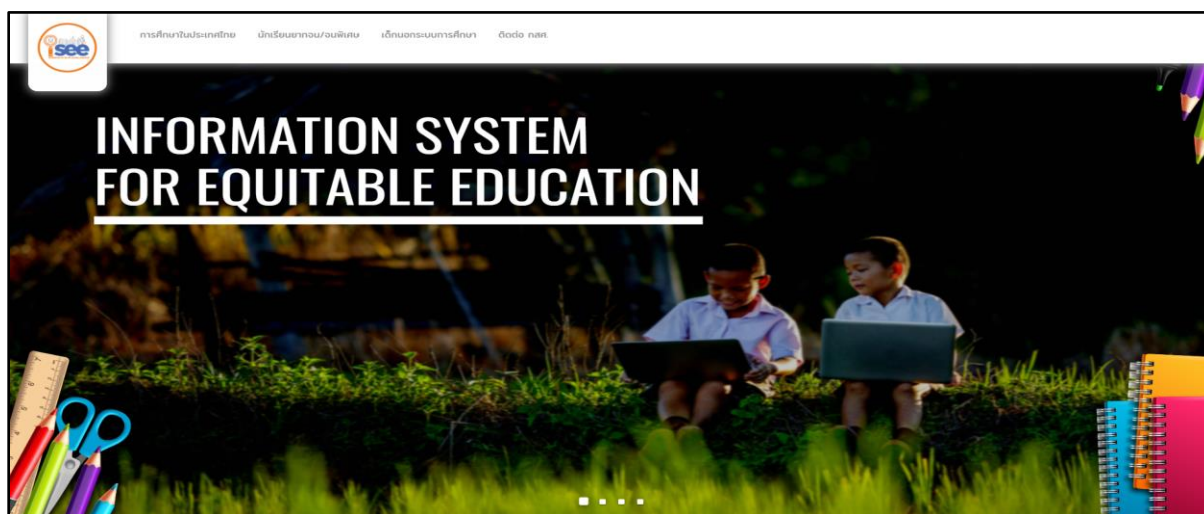 isee
การศึกษาในประเทศไทย นักเรียนยากจน/จนพิเศษ เด็กนอกระบบการศึกษา ติดต่อ กสศ.
INFORMATION SYSTEM
FOR EQUITABLE EDUCATION